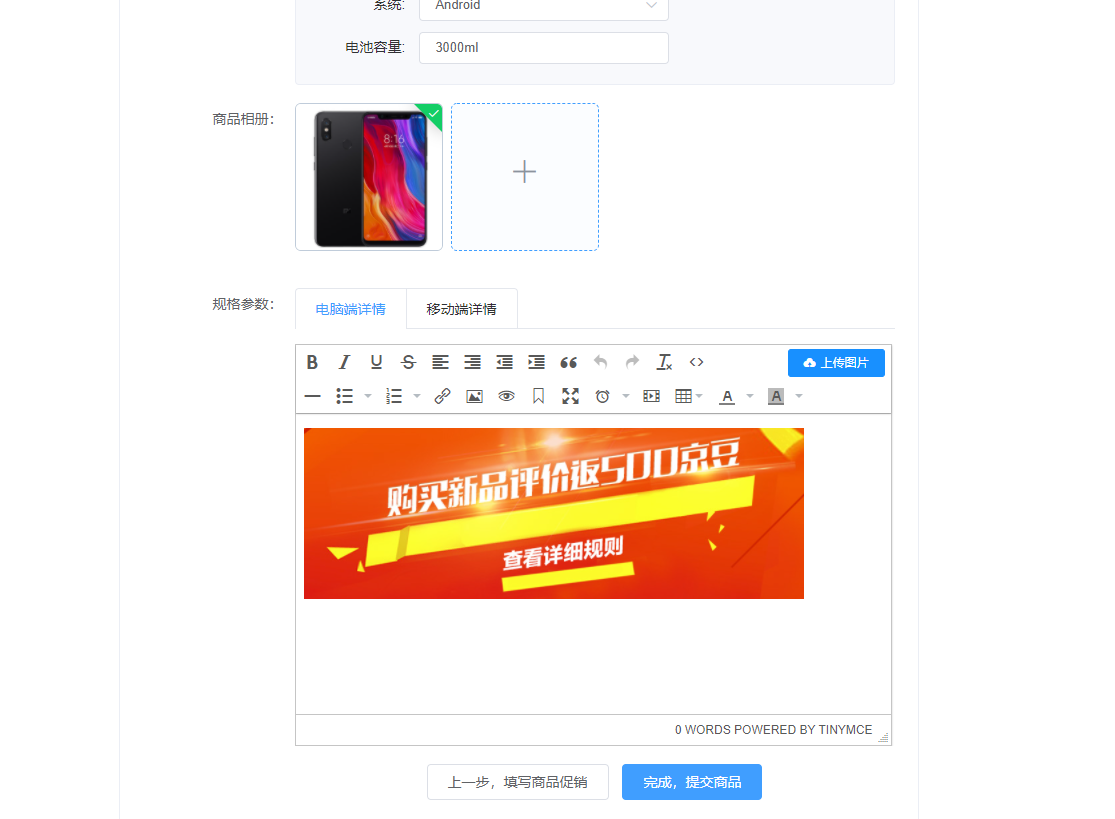 系统:
Android
电池容量:
3000ml
商品相册：
8:16
规格参数：
电脑端详情
移动端详情
上传图片
购买新品评价返500京豆
查看详细规则
0 WORDS POWERED BY TINYMCE
上一步，填写商品促销
完成，提交商品